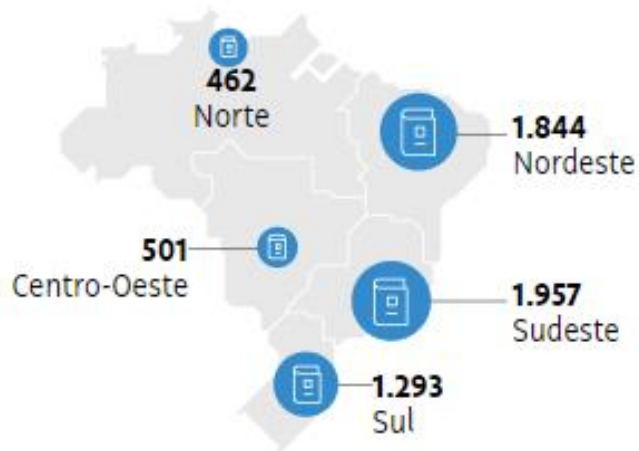 462
Norte
1.844
Nordeste
501
Centro-Oeste
1.957
Sudeste
1.293
Sul